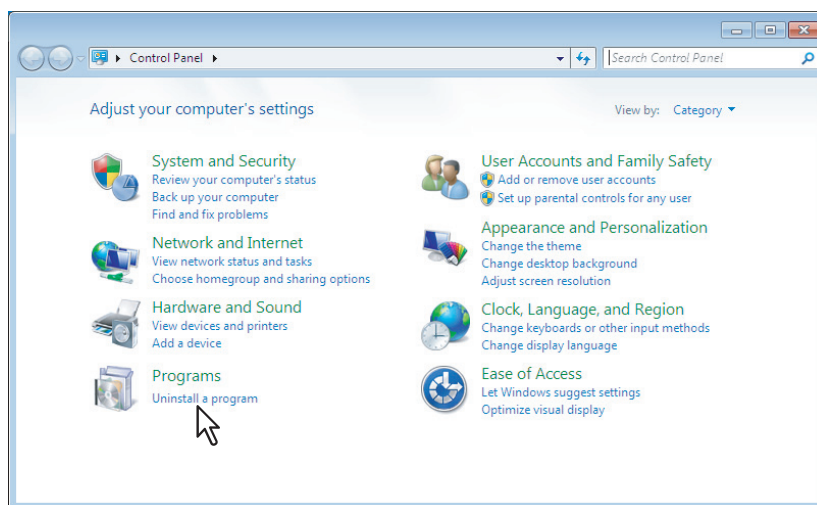 Control Panel
Search Control Panel
Adjust your computer's settings
View by: Category
System and Security
Review your computer's status
Back up your computer
Find and fix problems
Network and Internet
View network status and tasks
Choose homegroup and sharing options
Hardware and Sound
View devices and printers
Add a device
Programs
Uninstall a program
User Accounts and Family Safety
Add or remove user accounts
Set up parental controls for any user
Appearance and Personalization
Change the theme
Change desktop background
Adjust screen resolution
Clock, Language, and Region
Change keyboards or other input methods
Change display language
Ease of Access
Let Windows suggest settings
Optimize visual display